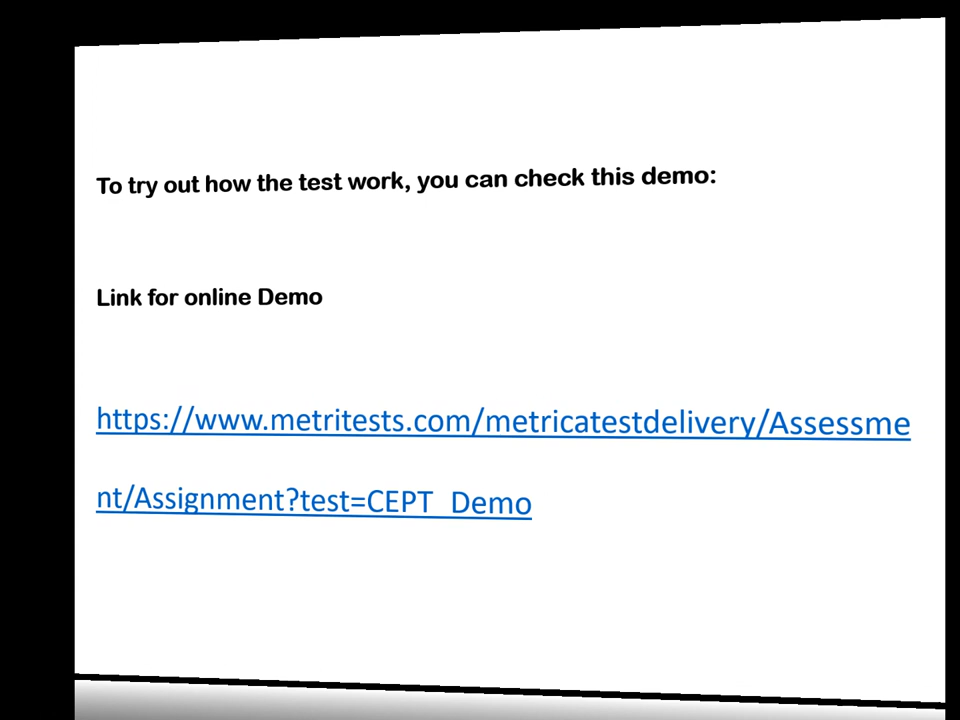 To try out how the test work, you can check this demo:
Link for online Demo
https://www.metritests.com/metricatestdelivery/Assessme
nt/Assignment?test=CEPT_Demo